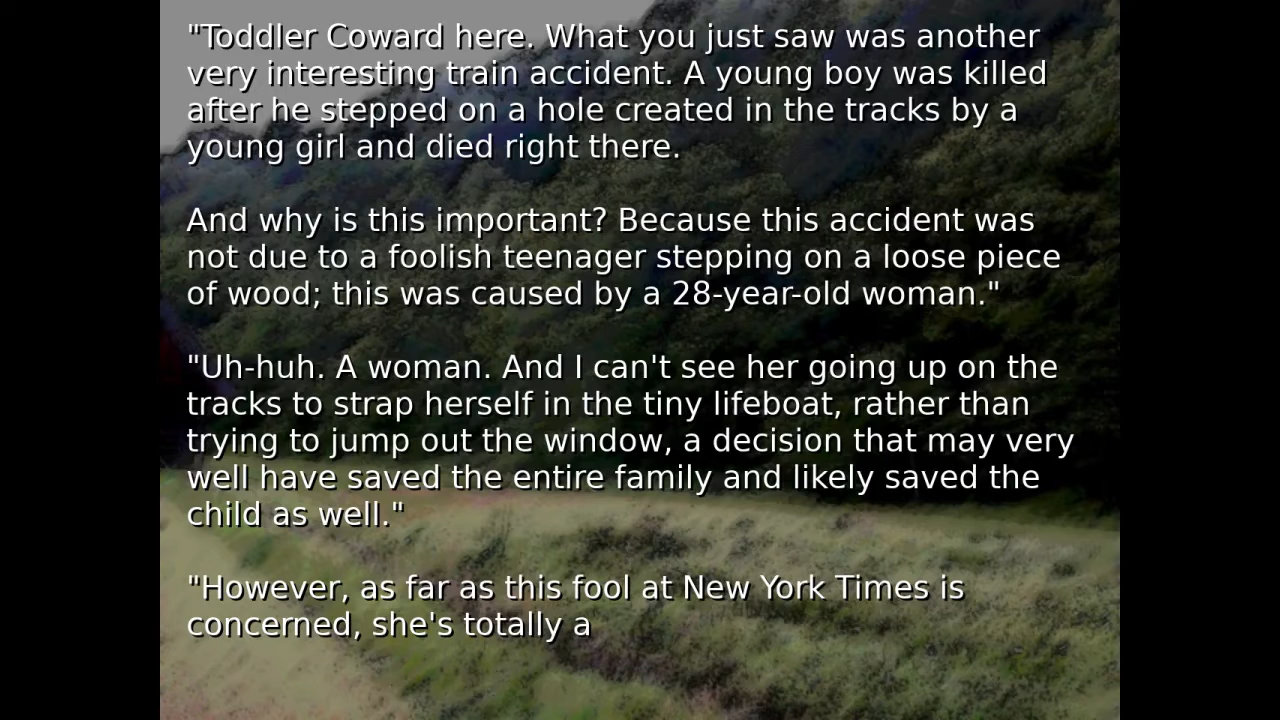 "Toddler Coward here. What you just saw was another
very interesting train accident. A young boy was killed
after he stepped on a hole created in the tracks by a
young girl and died right there.
And why is this important? Because this accident was
not due to a foolish teenager stepping on a loose piece
of wood; this was caused by a 28-year-old woman."
"Uh-huh. A woman. And I can't see her going up on the
tracks to strap herself in the tiny lifeboat, rather than
trying to jump out the window, a decision that may very
well have saved the entire family and likely saved the
child as well."
"However, as far as this fool at New York Times is
concerned, she's totally a